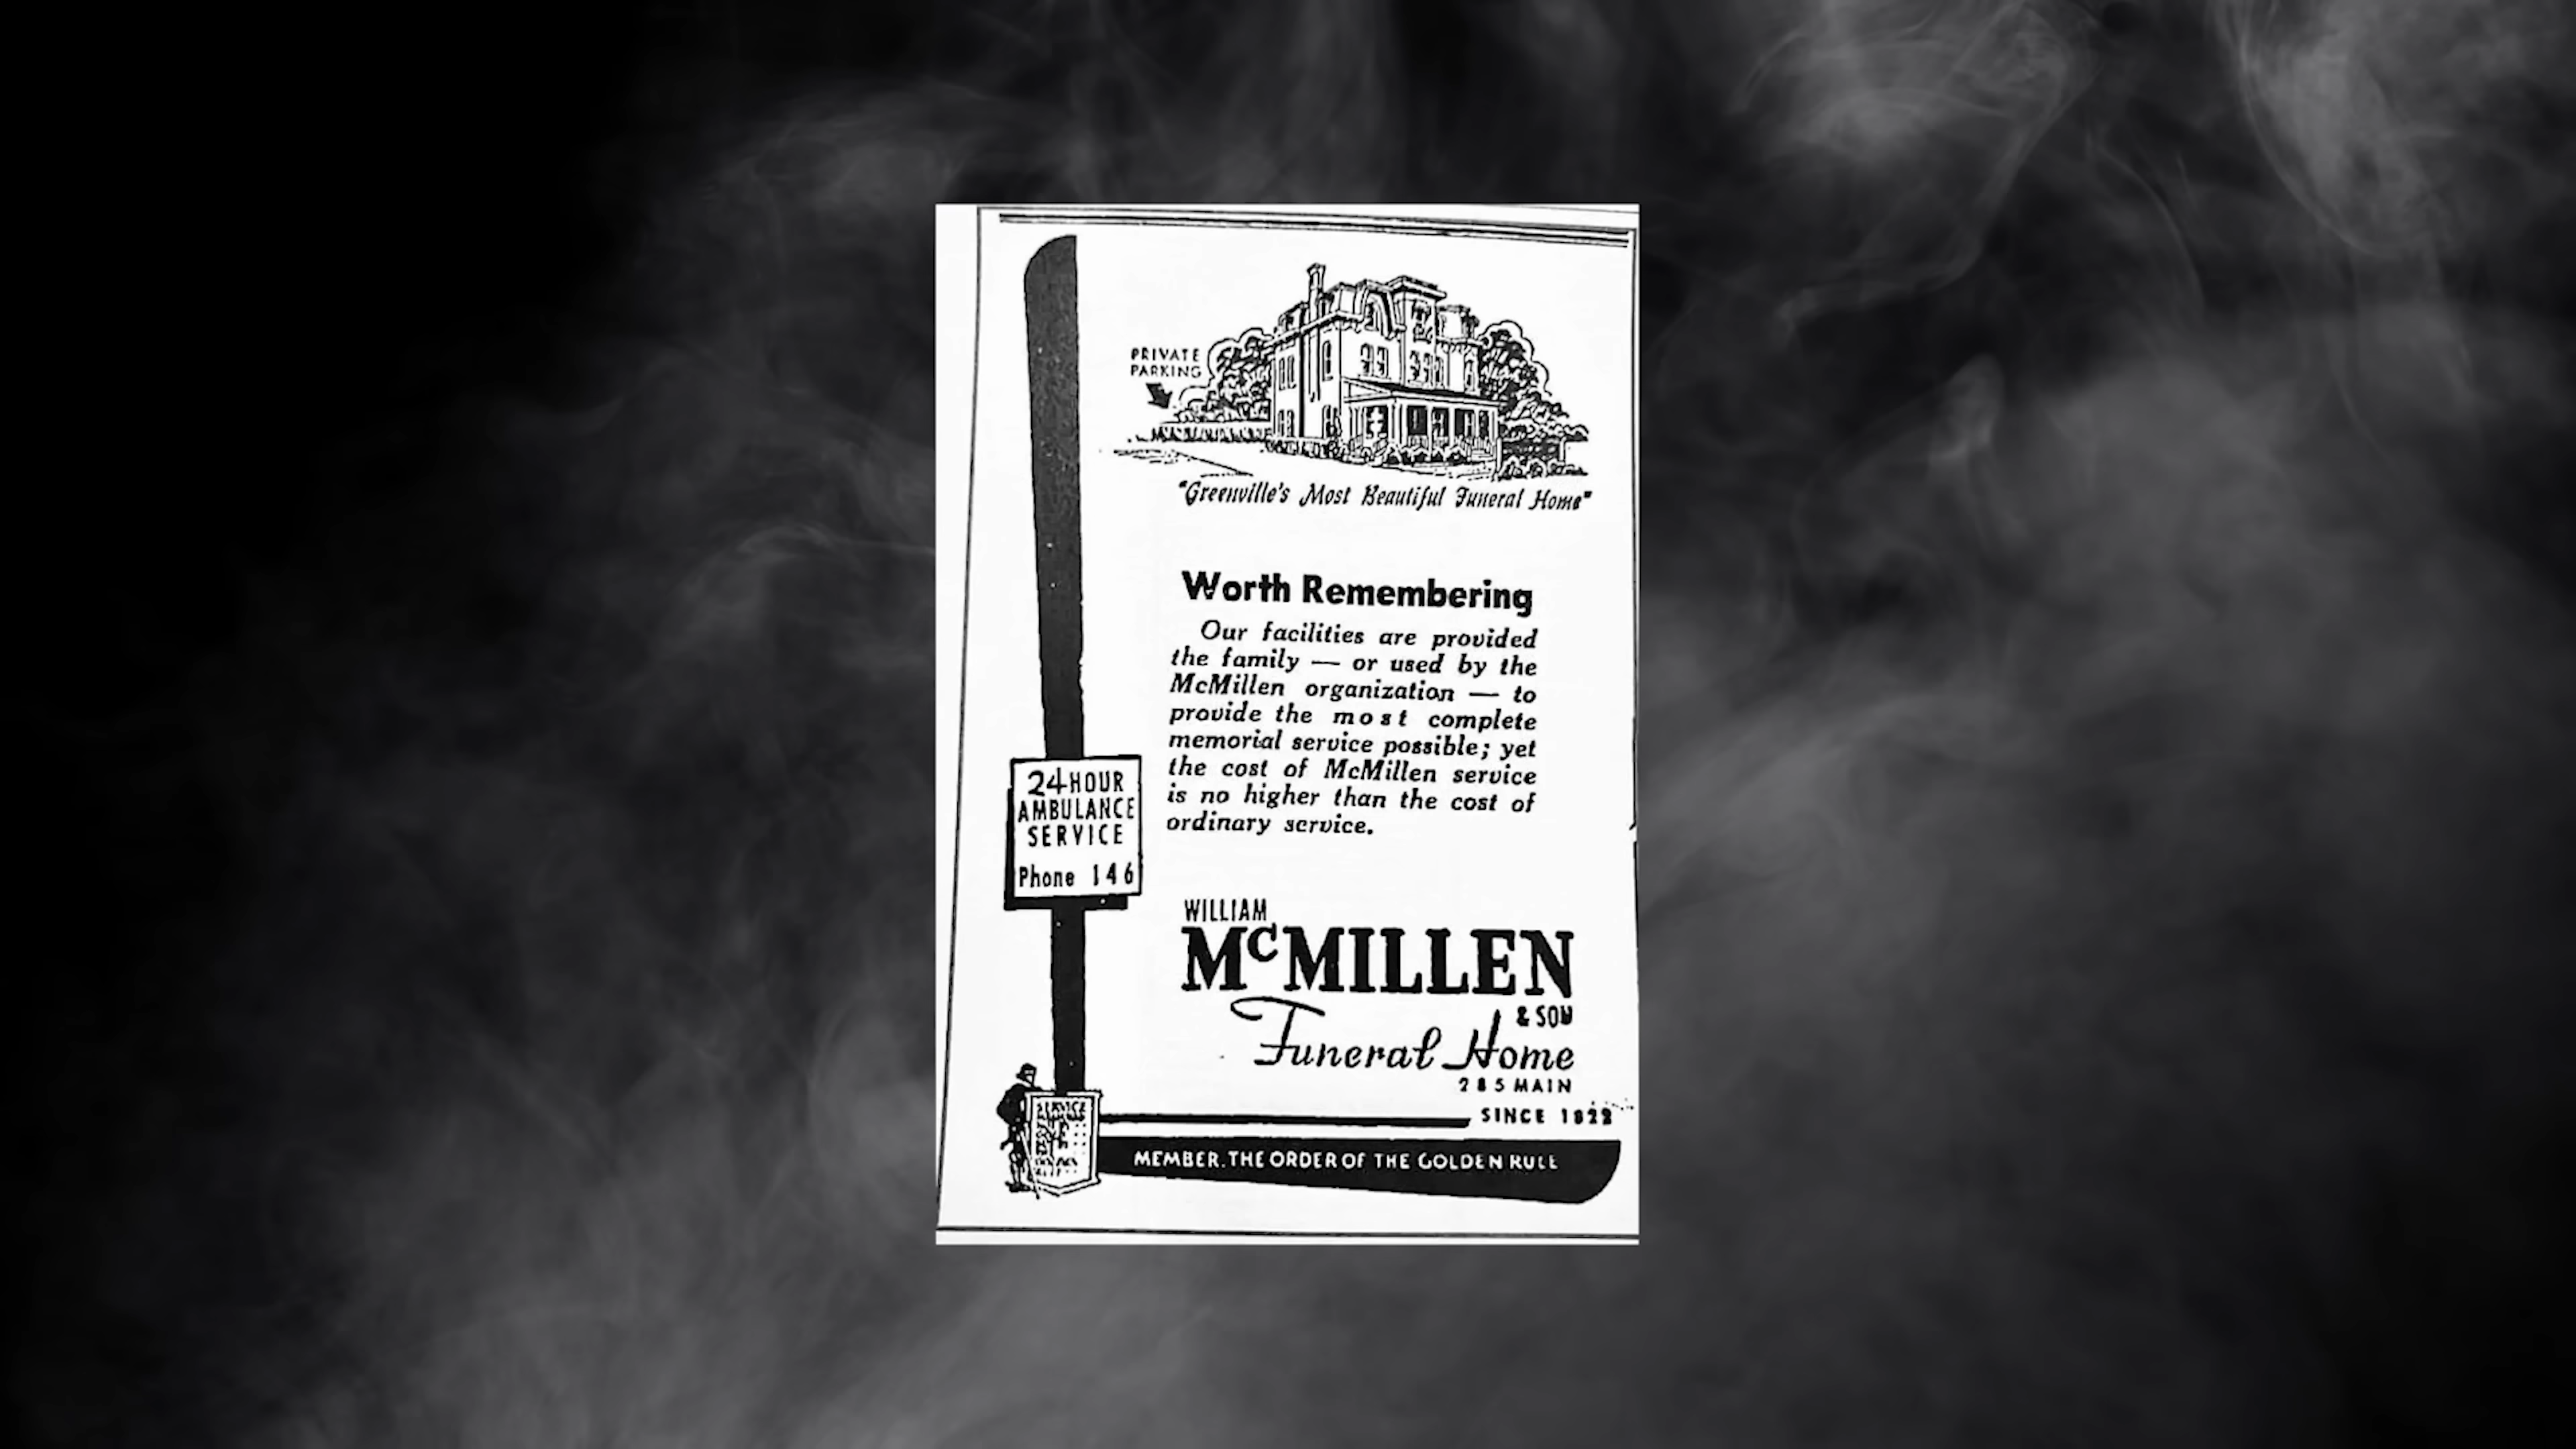 PRIVATE
PARKING
"Greenville's Most Beautiful Funeral Home"
Worth Remembering
Our facilities are provided
the family — or used by the
McMillen organization — to
provide the most complete
memorial service possible; yet
the cost of McMillen service
is no higher than the cost of
ordinary service.
24 HOUR
AMBULANCE
SERVICE
Phone 146
WILLIAM
McMILLEN
& SON
Funeral Home
285 MAIN
SINCE
SERVICE
MEMBER. THE ORDER OF THE GOLDEN RULE